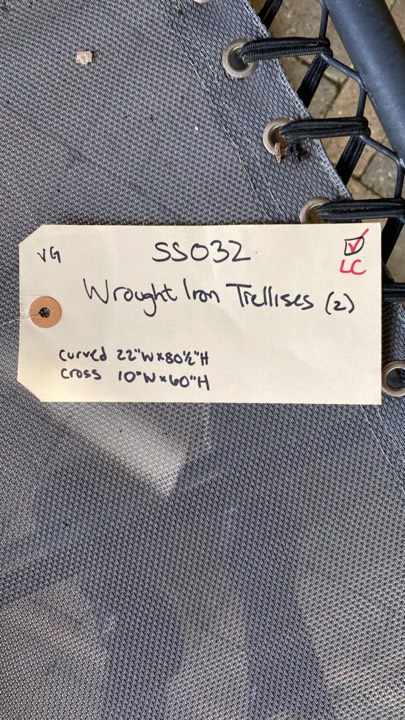 VG
SS032
LC
Wrought Iron Trellises (2)
Curved 22"W×80½"H
Cross 10"W×60"H